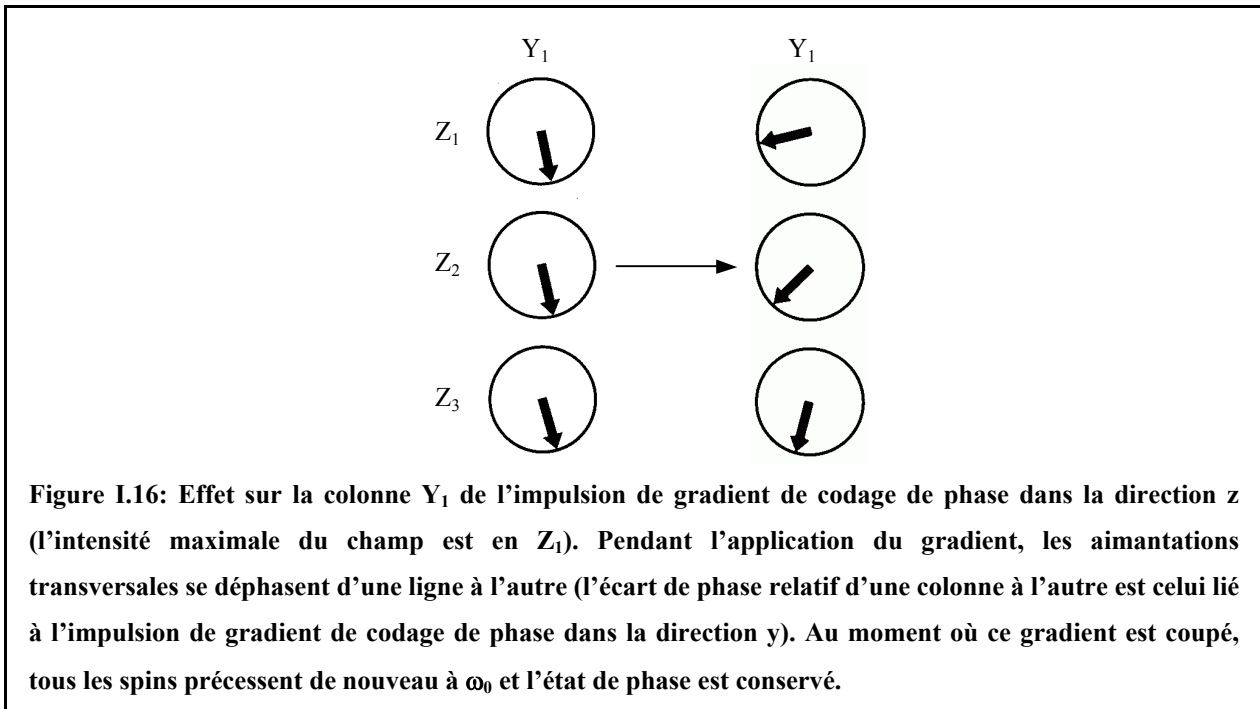 Y₁ Y₁
Z₁
Z₂
Z₃
Figure I.16: Effet sur la colonne Y₁ de l’impulsion de gradient de codage de phase dans la direction z
(l’intensité maximale du champ est en Z₁). Pendant l’application du gradient, les aimantations
transversales se déphasent d’une ligne à l’autre (l’écart de phase relatif d’une colonne à l’autre est celui lié
à l’impulsion de gradient de codage de phase dans la direction y). Au moment où ce gradient est coupé,
tous les spins précessent de nouveau à ω₀ et l’état de phase est conservé.